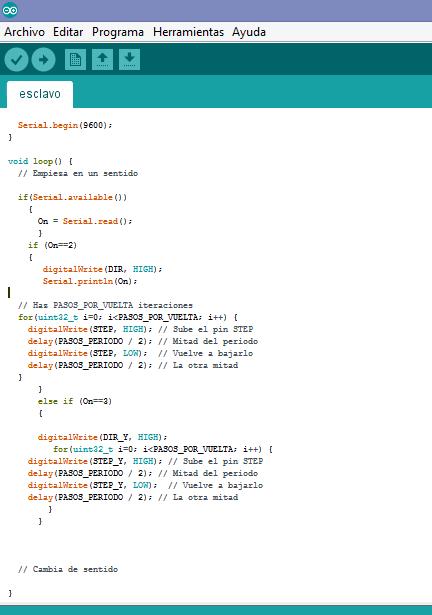 Archivo Editar Programa Herramientas Ayuda
esclavo
Serial.begin(9600);
}
void loop() {
// Empieza en un sentido
if(Serial.available())
{
On = Serial.read();
}
if (On==2)
{
digitalWrite(DIR, HIGH);
Serial.println(On);
// Haz PASOS_POR_VUELTA iteraciones
for(uint32_t i=0; i<PASOS_POR_VUELTA; i++) {
digitalWrite(STEP, HIGH); // Sube el pin STEP
delay(PASOS_PERIODO / 2); // Mitad del periodo
digitalWrite(STEP, LOW);  // Vuelve a bajarlo
delay(PASOS_PERIODO / 2); // La otra mitad
}
}
else if (On==3)
{
digitalWrite(DIR_Y, HIGH);
for(uint32_t i=0; i<PASOS_POR_VUELTA; i++) {
digitalWrite(STEP_Y, HIGH); // Sube el pin STEP
delay(PASOS_PERIODO / 2); // Mitad del periodo
digitalWrite(STEP_Y, LOW);  // Vuelve a bajarlo
delay(PASOS_PERIODO / 2); // La otra mitad
}
}
// Cambia de sentido
}